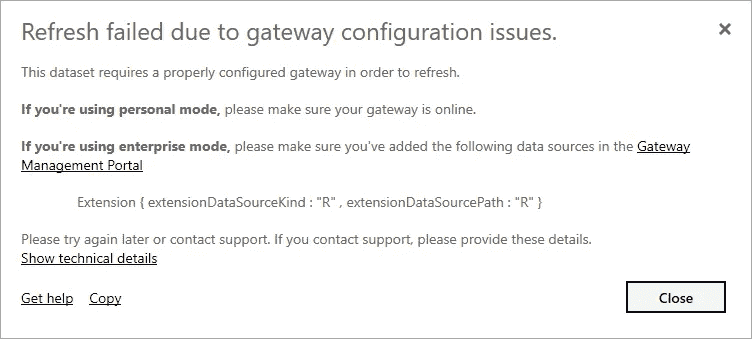 Refresh failed due to gateway configuration issues.
This dataset requires a properly configured gateway in order to refresh.
If you're using personal mode, please make sure your gateway is online.
If you're using enterprise mode, please make sure you've added the following data sources in the Gateway
Management Portal
Extension { extensionDataSourceKind : "R" , extensionDataSourcePath : "R" }
Please try again later or contact support. If you contact support, please provide these details.
Show technical details
Get help Copy Close